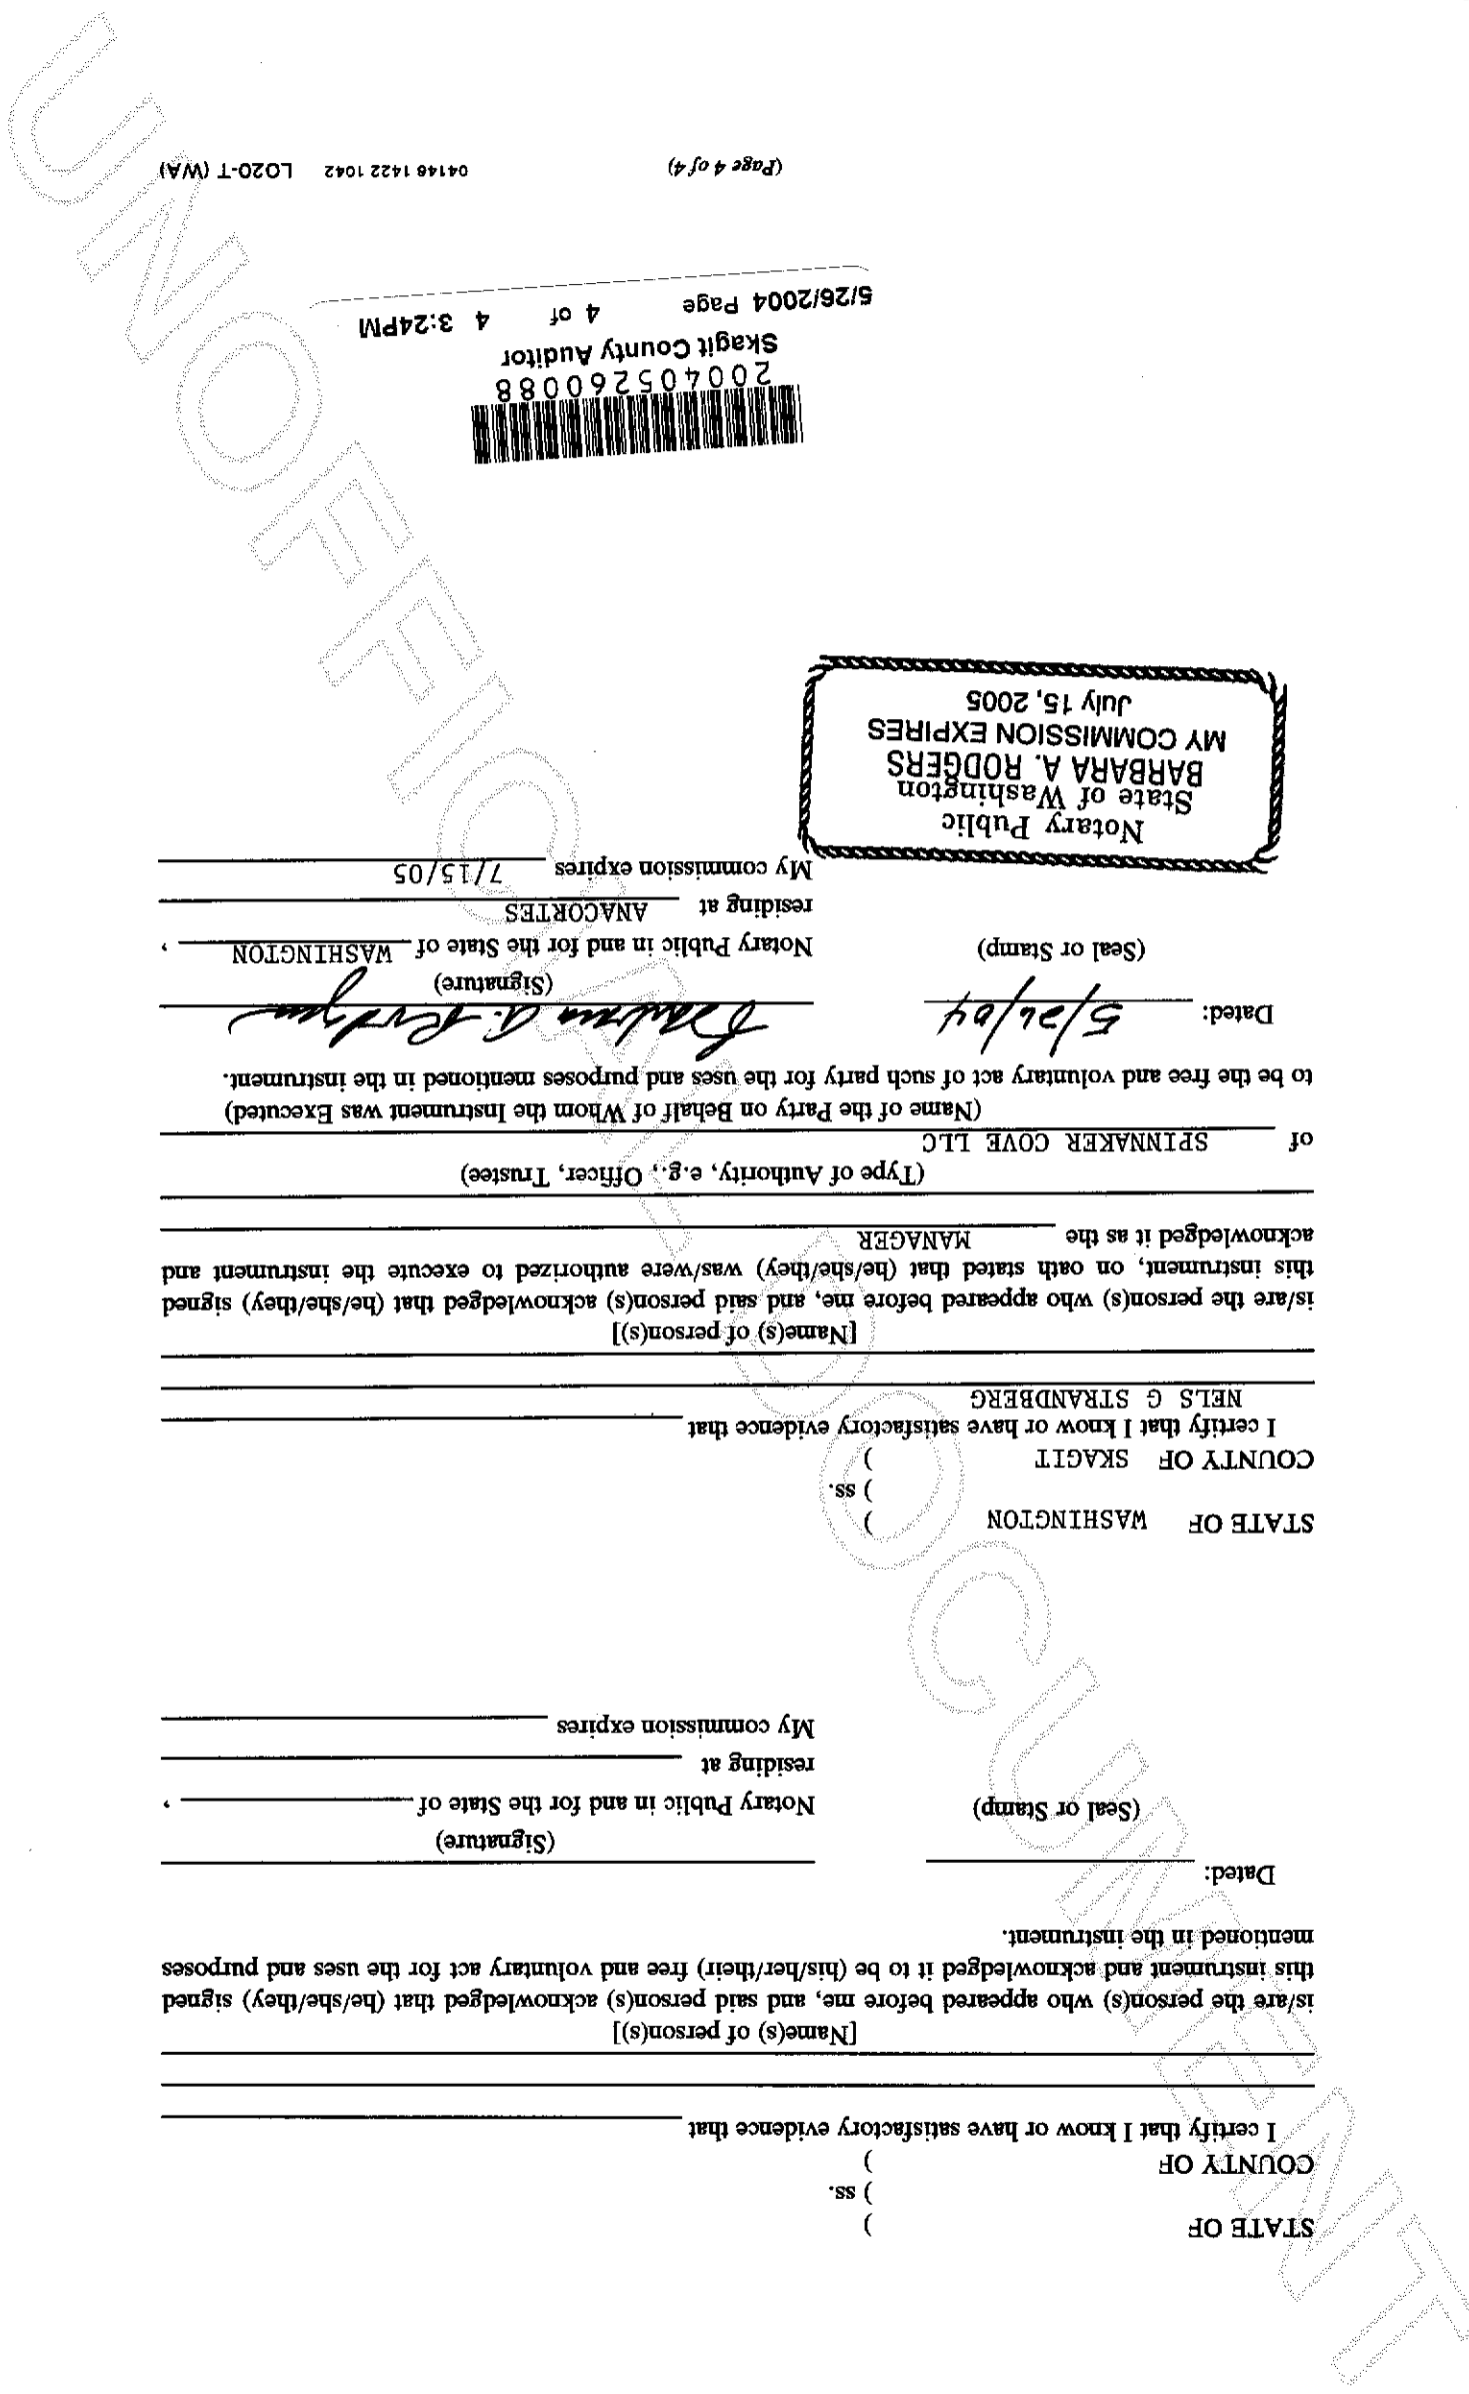 STATE OF )
) ss.
COUNTY OF )
I certify that I know or have satisfactory evidence that
[Name(s) of person(s)]
is/are the person(s) who appeared before me, and said person(s) acknowledged that (he/she/they) signed
this instrument and acknowledged it to be (his/her/their) free and voluntary act for the uses and purposes
mentioned in the instrument.
Dated:
(Signature)
(Seal or Stamp)
Notary Public in and for the State of ,
residing at
My commission expires
STATE OF WASHINGTON )
) ss.
COUNTY OF SKAGIT )
I certify that I know or have satisfactory evidence that
NELS G STRANDBERG
[Name(s) of person(s)]
is/are the person(s) who appeared before me, and said person(s) acknowledged that (he/she/they) signed
this instrument, on oath stated that (he/she/they) was/were authorized to execute the instrument and
acknowledged it as the MANAGER
(Type of Authority, e.g., Officer, Trustee)
of SPINNAKER COVE LLC
(Name of the Party on Behalf of Whom the Instrument was Executed)
to be the free and voluntary act of such party for the uses and purposes mentioned in the instrument.
Dated: 5/26/04 Barbara A. Rodgers
(Signature)
(Seal or Stamp)
Notary Public in and for the State of WASHINGTON ,
residing at ANACORTES
My commission expires 7/15/05
Notary Public
State of Washington
BARBARA A. RODGERS
MY COMMISSION EXPIRES
July 15, 2005
200405260088
Skagit County Auditor
5/26/2004 Page 4 of 4 3:24PM
(Page 4 of 4)
04146 1422 1042 LO20-T (WA)
UNOFFICIAL DOCUMENT